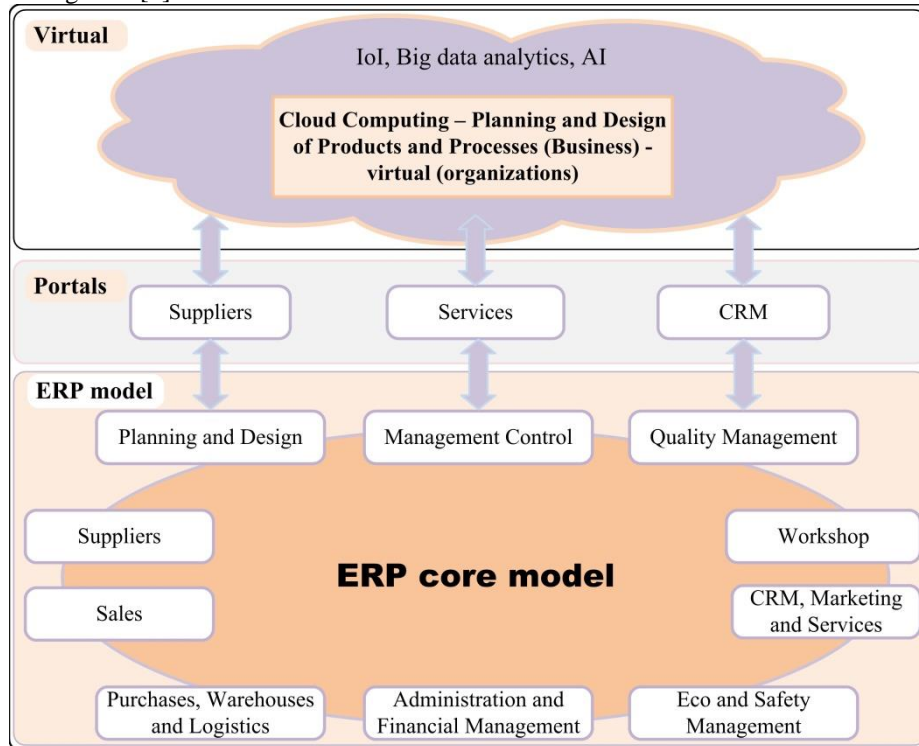 Virtual
IoI, Big data analytics, AI
Cloud Computing – Planning and Design
of Products and Processes (Business) -
virtual (organizations)
Portals
Suppliers
Services
CRM
ERP model
Planning and Design
Management Control
Quality Management
Suppliers
Workshop
ERP core model
Sales
CRM, Marketing
and Services
Purchases, Warehouses
and Logistics
Administration and
Financial Management
Eco and Safety
Management